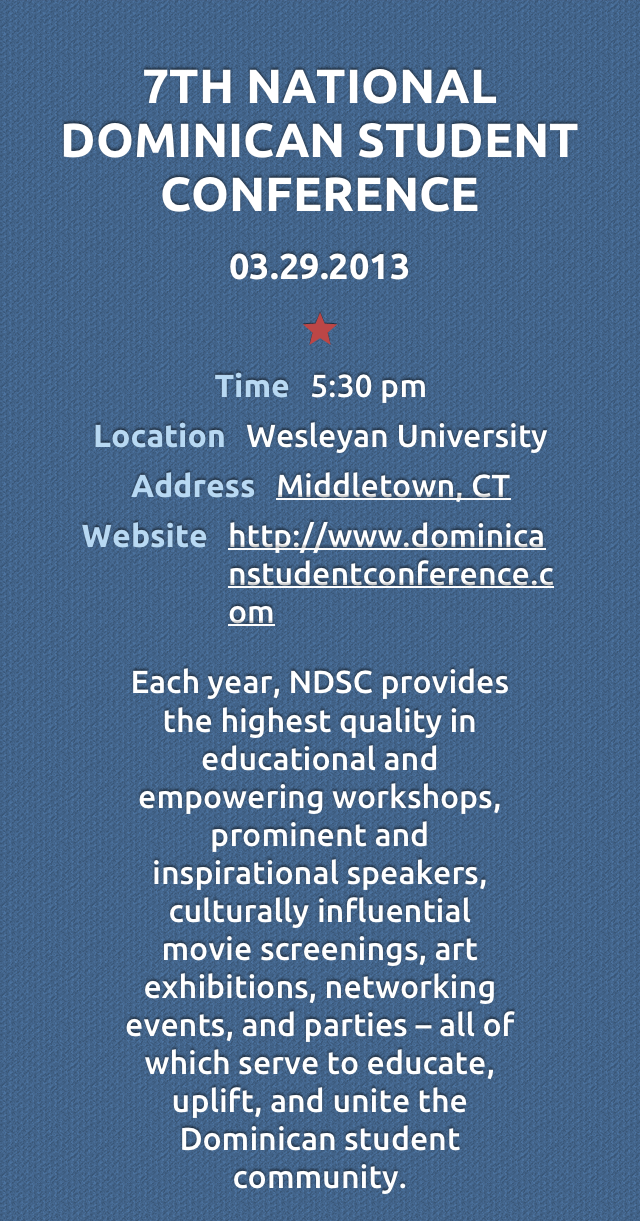 7TH NATIONAL
DOMINICAN STUDENT
CONFERENCE
03.29.2013
Time 5:30 pm
Location Wesleyan University
Address Middletown, CT
Website http://www.dominica
nstudentconference.c
om
Each year, NDSC provides
the highest quality in
educational and
empowering workshops,
prominent and
inspirational speakers,
culturally influential
movie screenings, art
exhibitions, networking
events, and parties – all of
which serve to educate,
uplift, and unite the
Dominican student
community.